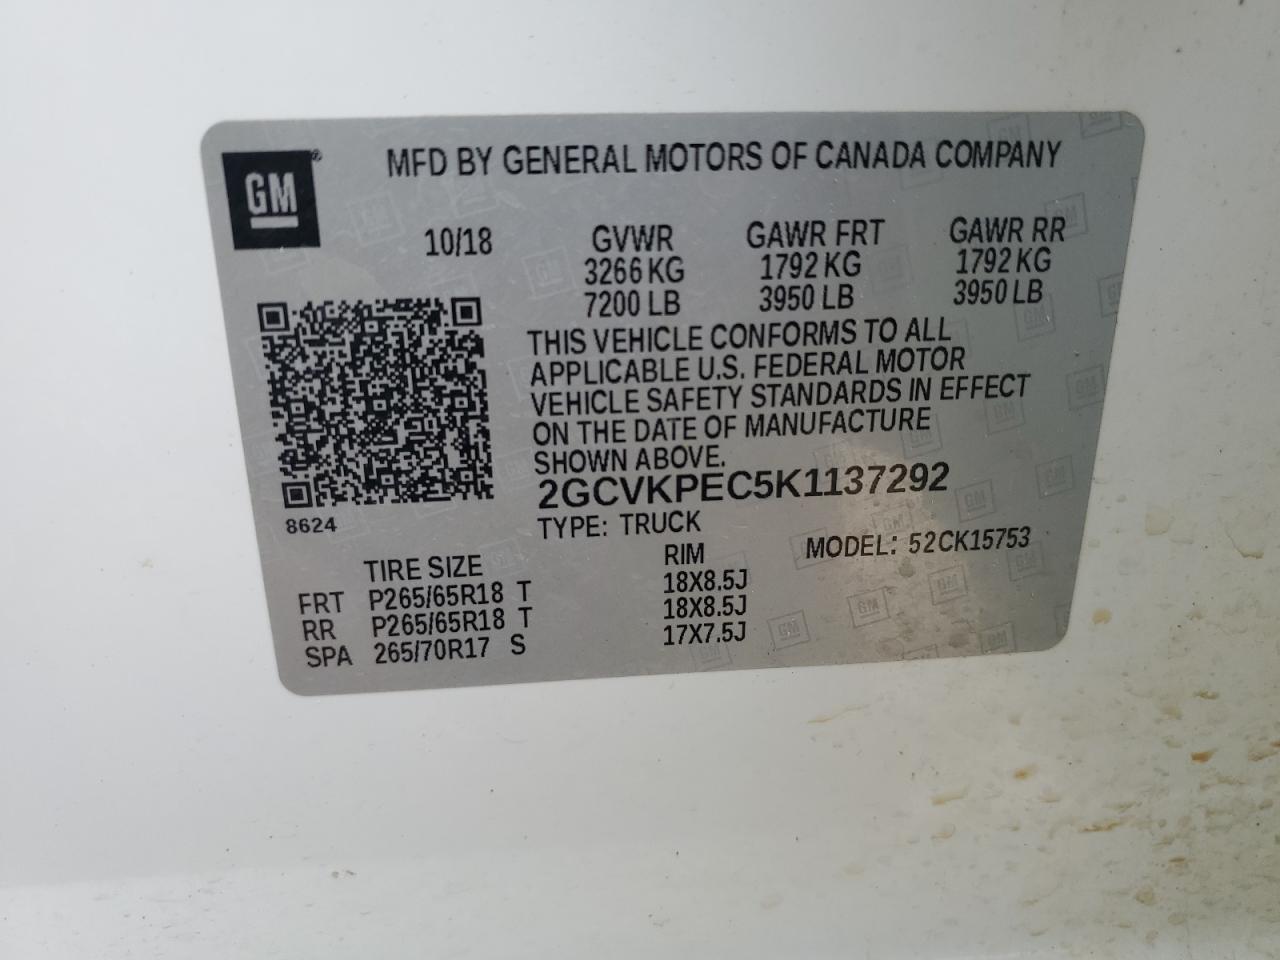 GM®
MFD BY GENERAL MOTORS OF CANADA COMPANY
10/18 GVWR GAWR FRT GAWR RR
3266 KG 1792 KG 1792 KG
7200 LB 3950 LB 3950 LB
THIS VEHICLE CONFORMS TO ALL
APPLICABLE U.S. FEDERAL MOTOR
VEHICLE SAFETY STANDARDS IN EFFECT
ON THE DATE OF MANUFACTURE
SHOWN ABOVE.
2GCVKPEC5K1137292
8624
TYPE: TRUCK
MODEL: 52CK15753
TIRE SIZE RIM
FRT P265/65R18 T 18X8.5J
RR P265/65R18 T 18X8.5J
SPA 265/70R17 S 17X7.5J